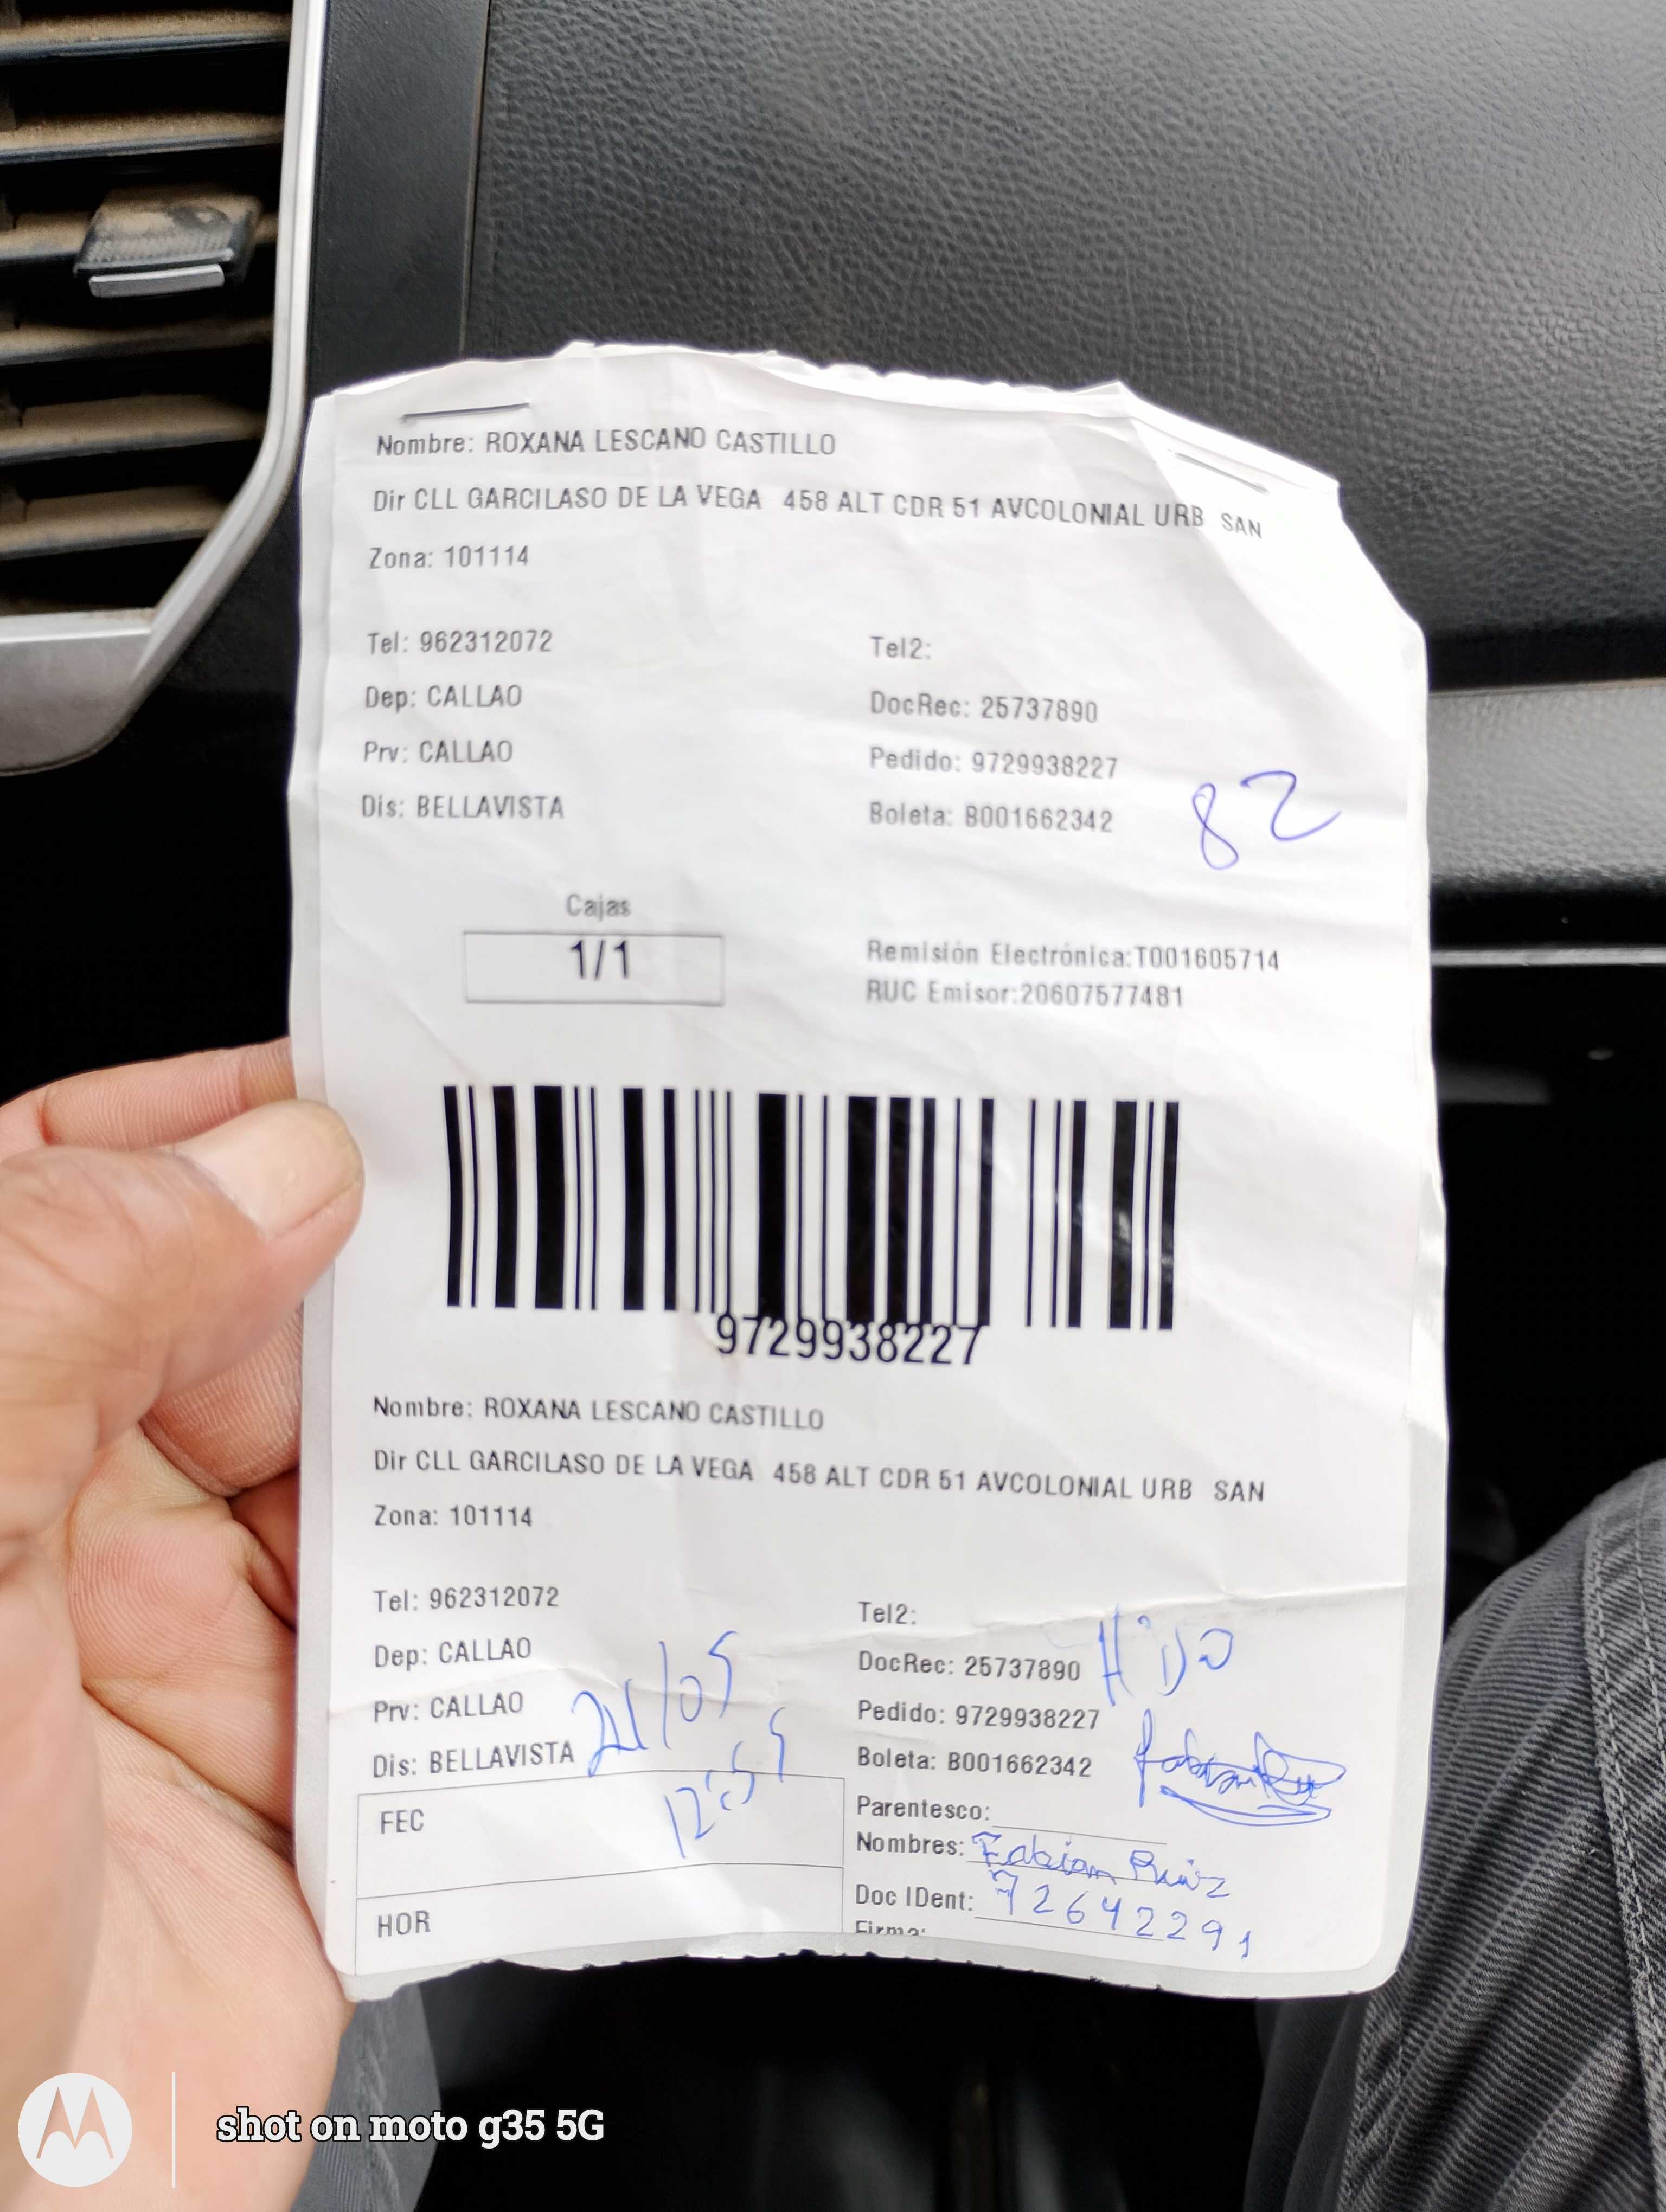 Nombre: ROXANA LESCANO CASTILLO
Dir CLL GARCILASO DE LA VEGA 458 ALT CDR 51 AVCOLONIAL URB SAN
Zona: 101114
Tel: 962312072 Tel2:
Dep: CALLAO DocRec: 25737890
Prv: CALLAO Pedido: 9729938227
Dis: BELLAVISTA Boleta: B001662342 82
Cajas
1/1
Remisión Electrónica:T001605714
RUC Emisor:20607577481
9729938227
Nombre: ROXANA LESCANO CASTILLO
Dir CLL GARCILASO DE LA VEGA 458 ALT CDR 51 AVCOLONIAL URB SAN
Zona: 101114
Tel: 962312072 Tel2:
Dep: CALLAO DocRec: 25737890 HiJO
Prv: CALLAO Pedido: 9729938227
Dis: BELLAVISTA Boleta: B001662342
12:55
FEC
HOR
Parentesco:
Nombres: Fabian Ruiz
Doc IDent: 72642291
Firma:
shot on moto g35 5G